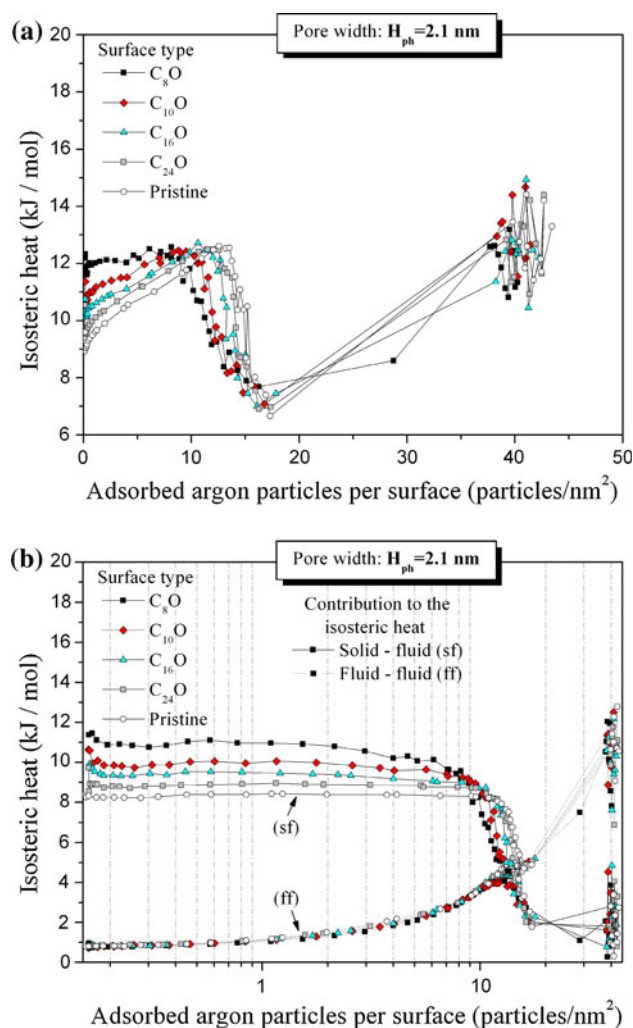 (a)
Pore width: H_ph=2.1 nm
Surface type
C₈O
C₁₀O
C₁₆O
C₂₄O
Pristine
Isosteric heat (kJ / mol)
20
18
16
14
12
10
8
6
0 10 20 30 40 50
Adsorbed argon particles per surface (particles/nm²)
(b)
Pore width: H_ph=2.1 nm
Surface type
C₈O
C₁₀O
C₁₆O
C₂₄O
Pristine
Contribution to the
isosteric heat
Solid - fluid (sf)
Fluid - fluid (ff)
(sf)
(ff)
Isosteric heat (kJ / mol)
20
18
16
14
12
10
8
6
4
2
0
1 10
Adsorbed argon particles per surface (particles/nm²)